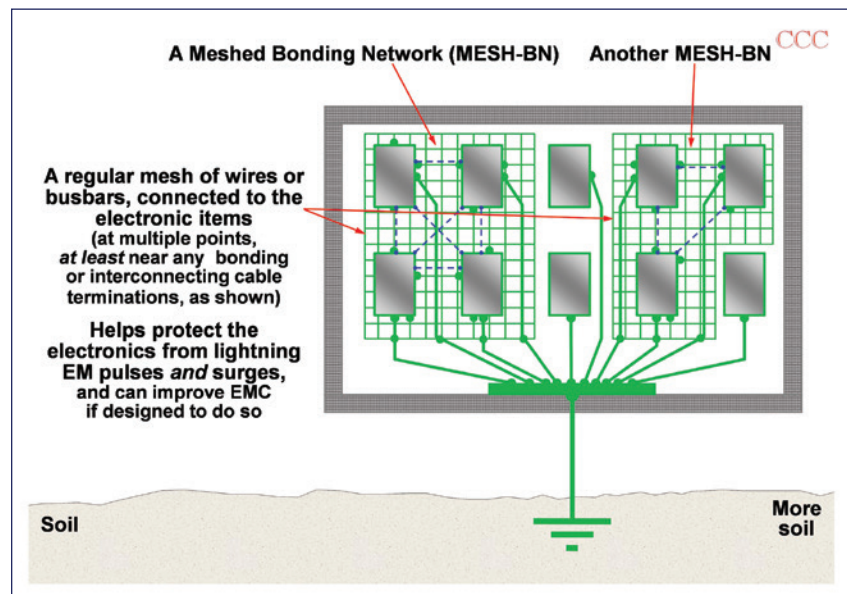 CCC
A Meshed Bonding Network (MESH-BN)
Another MESH-BN
A regular mesh of wires or
busbars, connected to the
electronic items
(at multiple points,
at least near any bonding
or interconnecting cable
terminations, as shown)
Helps protect the
electronics from lightning
EM pulses and surges,
and can improve EMC
if designed to do so
Soil
More
soil